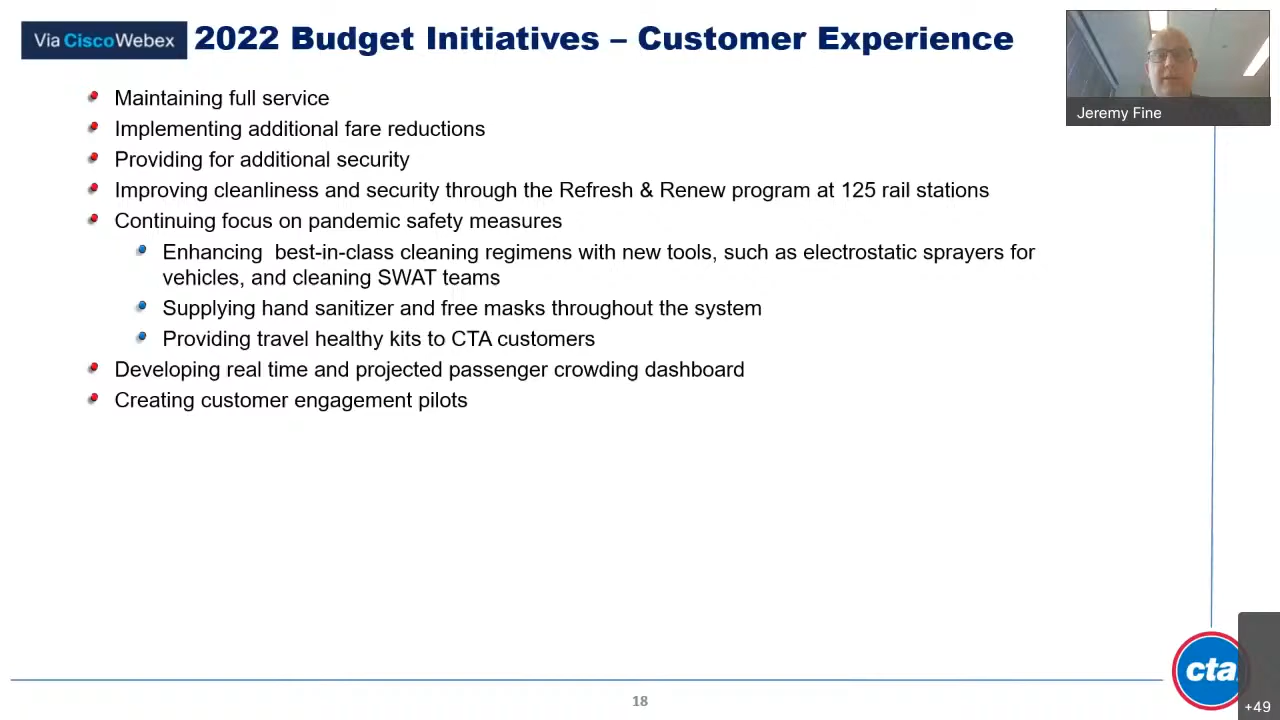 Via CiscoWebex
2022 Budget Initiatives – Customer Experience
Jeremy Fine
Maintaining full service
Implementing additional fare reductions
Providing for additional security
Improving cleanliness and security through the Refresh & Renew program at 125 rail stations
Continuing focus on pandemic safety measures
Enhancing  best-in-class cleaning regimens with new tools, such as electrostatic sprayers for
vehicles, and cleaning SWAT teams
Supplying hand sanitizer and free masks throughout the system
Providing travel healthy kits to CTA customers
Developing real time and projected passenger crowding dashboard
Creating customer engagement pilots
cta
18
+49